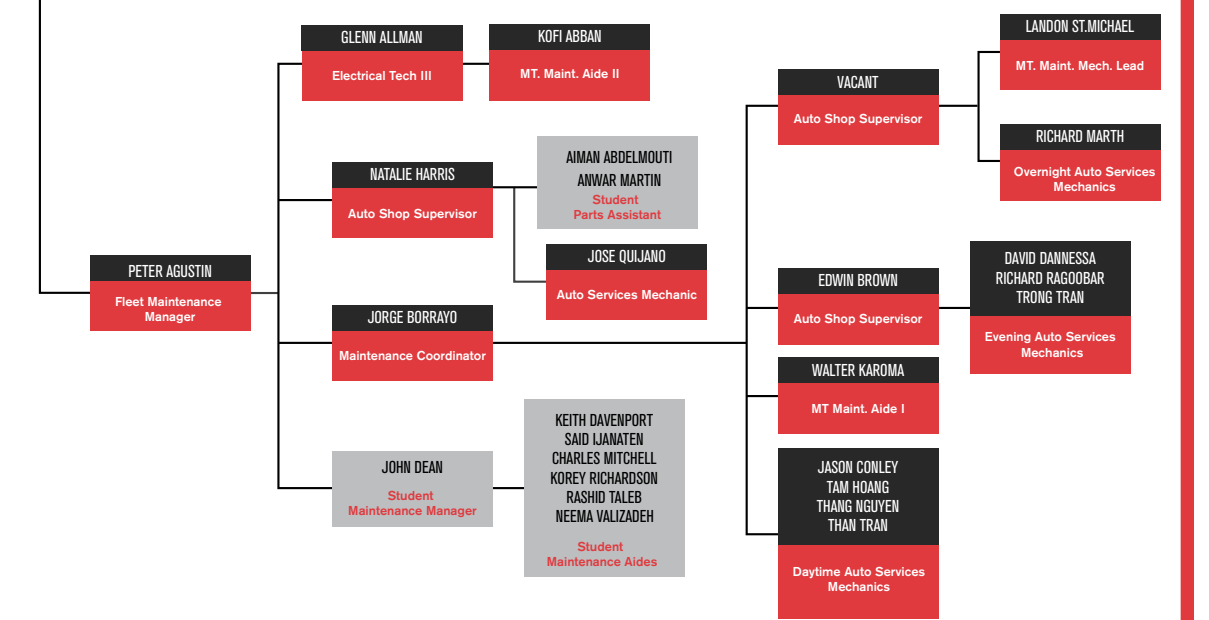 GLENN ALLMAN
Electrical Tech III
KOFI ABBAN
MT. Maint. Aide II
LANDON ST.MICHAEL
MT. Maint. Mech. Lead
VACANT
Auto Shop Supervisor
RICHARD MARTH
Overnight Auto Services
Mechanics
NATALIE HARRIS
Auto Shop Supervisor
AIMAN ABDELMOUTI
ANWAR MARTIN
Student
Parts Assistant
JOSE QUIJANO
Auto Services Mechanic
PETER AGUSTIN
Fleet Maintenance
Manager
JORGE BORRAYO
Maintenance Coordinator
EDWIN BROWN
Auto Shop Supervisor
DAVID DANNESSA
RICHARD RAGOOBAR
TRONG TRAN
Evening Auto Services
Mechanics
WALTER KAROMA
MT Maint. Aide I
JOHN DEAN
Student
Maintenance Manager
KEITH DAVENPORT
SAID IJANATEN
CHARLES MITCHELL
KOREY RICHARDSON
RASHID TALEB
NEEMA VALIZADEH
Student
Maintenance Aides
JASON CONLEY
TAM HOANG
THANG NGUYEN
THAN TRAN
Daytime Auto Services
Mechanics